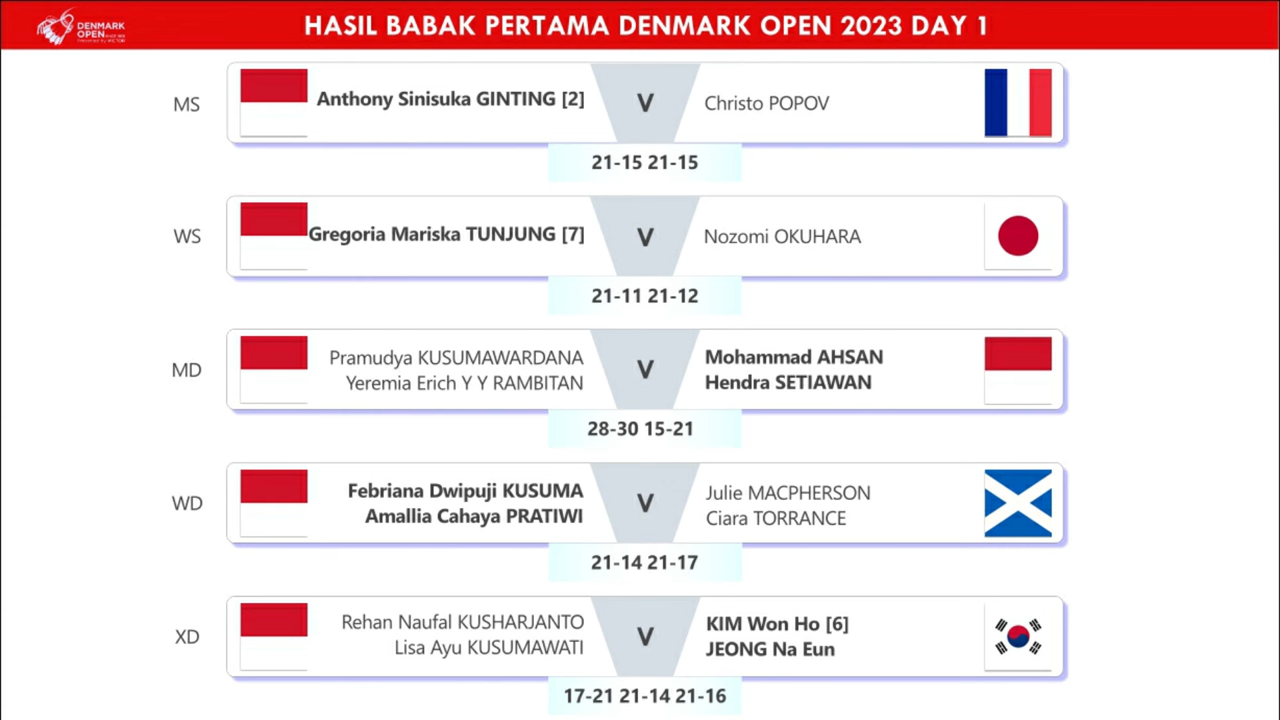 DENMARK
OPEN
HASIL BABAK PERTAMA DENMARK OPEN 2023 DAY 1
MS
Anthony Sinisuka GINTING [2]
V
Christo POPOV
21-15 21-15
WS
Gregoria Mariska TUNJUNG [7]
V
Nozomi OKUHARA
21-11 21-12
MD
Pramudya KUSUMAWARDANA
Yeremia Erich Y Y RAMBITAN
V
Mohammad AHSAN
Hendra SETIAWAN
28-30 15-21
WD
Febriana Dwipuji KUSUMA
Amallia Cahaya PRATIWI
V
Julie MACPHERSON
Ciara TORRANCE
21-14 21-17
XD
Rehan Naufal KUSHARJANTO
Lisa Ayu KUSUMAWATI
V
KIM Won Ho [6]
JEONG Na Eun
17-21 21-14 21-16